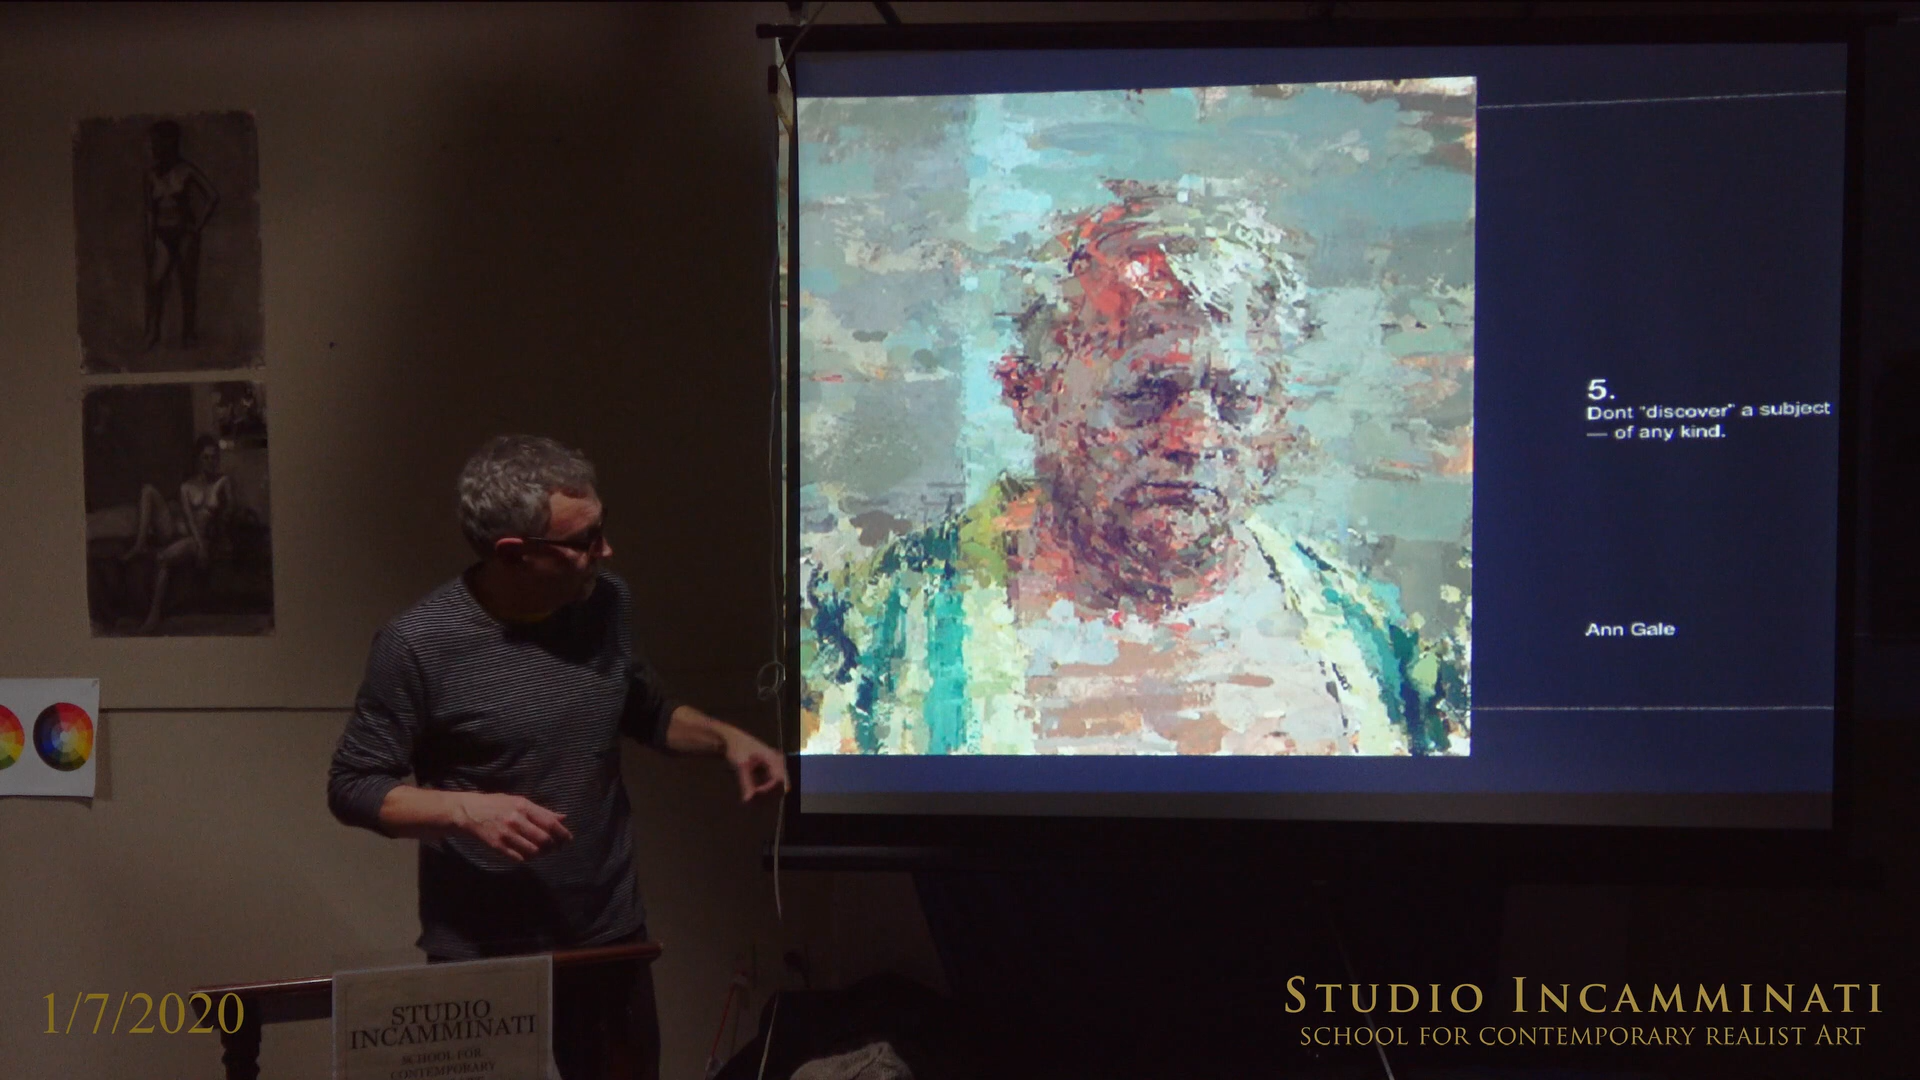 5.
Dont "discover" a subject
— of any kind.
Ann Gale
1/7/2020
STUDIO
INCAMMINATI
SCHOOL FOR
CONTEMPORARY
STUDIO INCAMMINATI
SCHOOL FOR CONTEMPORARY REALIST ART